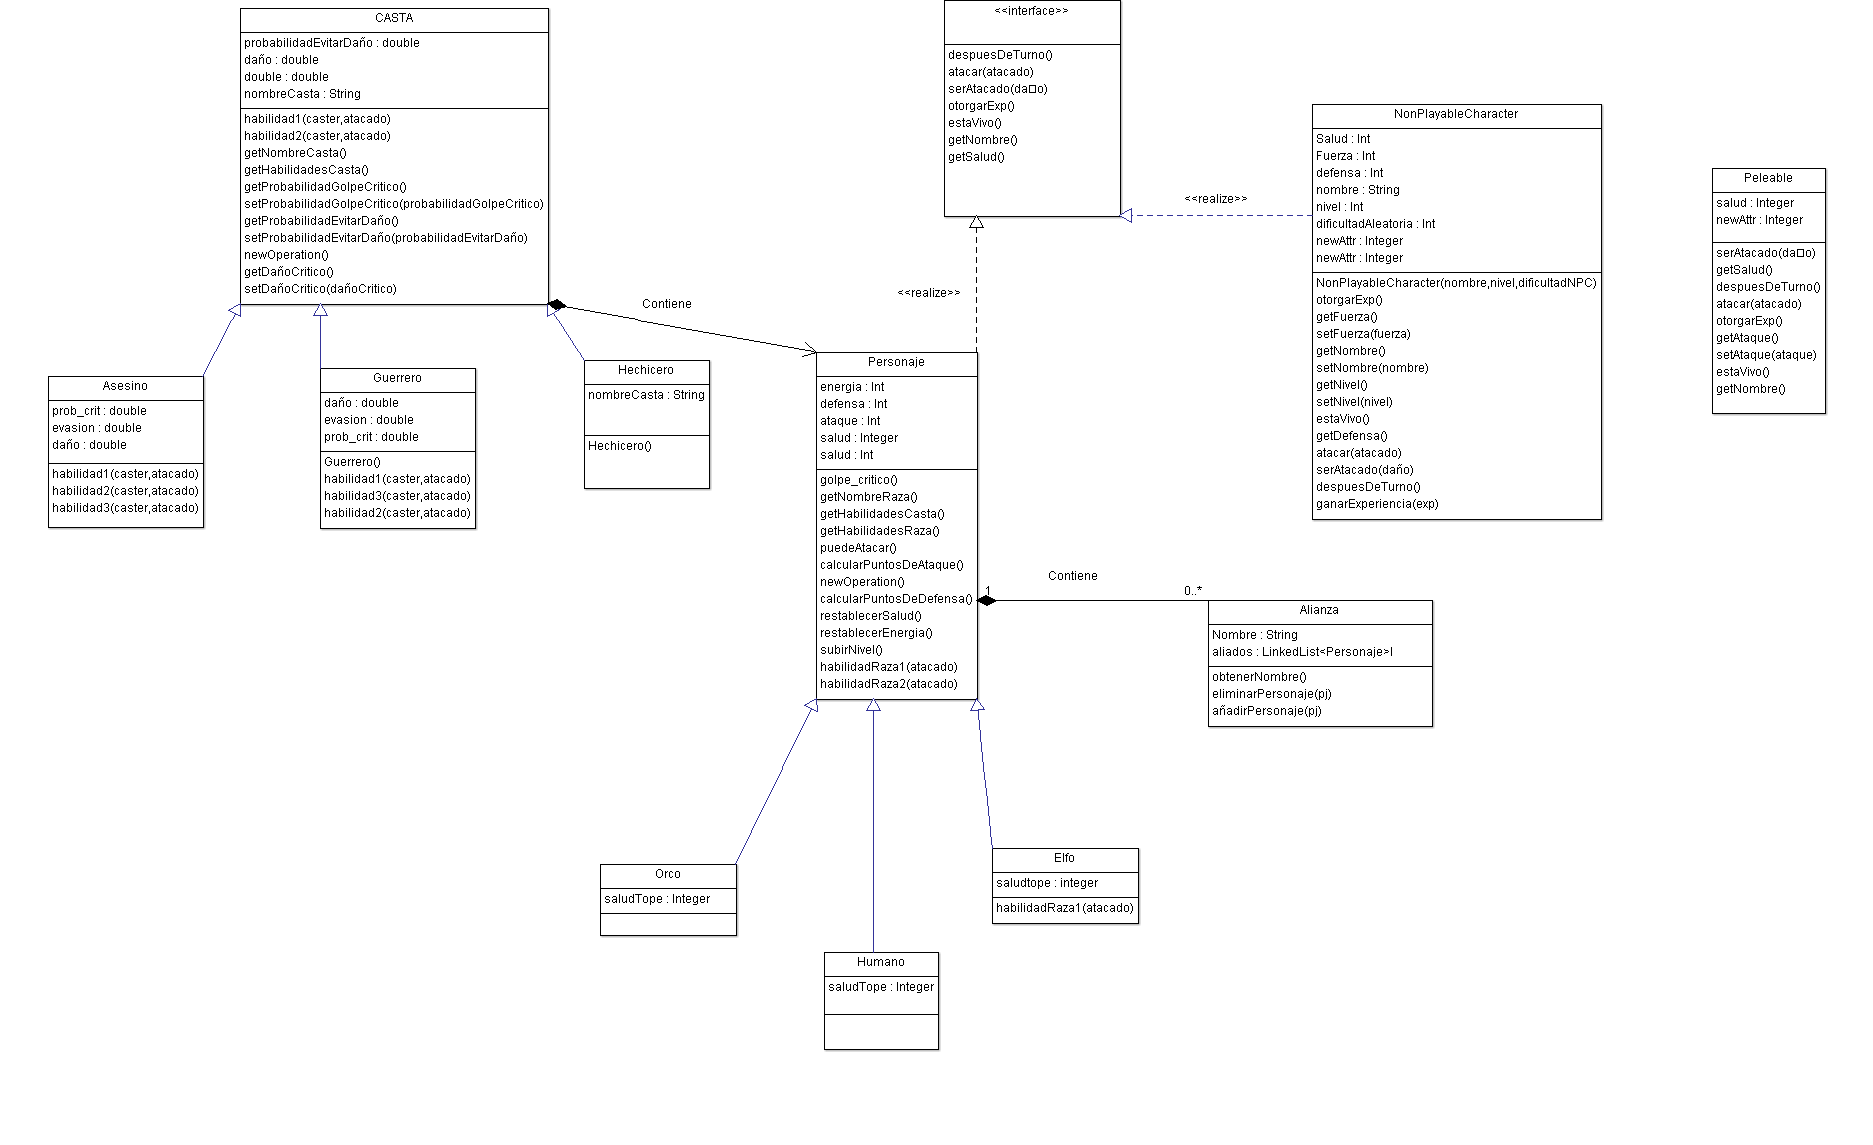 CASTA
probabilidadEvitarDaño : double
daño : double
double : double
nombreCasta : String
habilidad1(caster,atacado)
habilidad2(caster,atacado)
getNombreCasta()
getHabilidadesCasta()
getProbabilidadGolpeCritico()
setProbabilidadGolpeCritico(probabilidadGolpeCritico)
getProbabilidadEvitarDaño()
setProbabilidadEvitarDaño(probabilidadEvitarDaño)
newOperation()
getDañoCritico()
setDañoCritico(dañoCritico)
<<interface>>
despuesDeTurno()
atacar(atacado)
serAtacado(da□o)
otorgarExp()
estaVivo()
getNombre()
getSalud()
NonPlayableCharacter
Salud : Int
Fuerza : Int
defensa : Int
nombre : String
nivel : Int
dificultadAleatoria : Int
newAttr : Integer
newAttr : Integer
NonPlayableCharacter(nombre,nivel,dificultadNPC)
otorgarExp()
getFuerza()
setFuerza(fuerza)
getNombre()
setNombre(nombre)
getNivel()
setNivel(nivel)
estaVivo()
getDefensa()
atacar(atacado)
serAtacado(daño)
despuesDeTurno()
ganarExperiencia(exp)
Peleable
salud : Integer
newAttr : Integer
serAtacado(da□o)
getSalud()
despuesDeTurno()
atacar(atacado)
otorgarExp()
getAtaque()
setAtaque(ataque)
estaVivo()
getNombre()
<<realize>>
<<realize>>
Contiene
Asesino
prob_crit : double
evasion : double
daño : double
habilidad1(caster,atacado)
habilidad2(caster,atacado)
habilidad3(caster,atacado)
Guerrero
daño : double
evasion : double
prob_crit : double
Guerrero()
habilidad1(caster,atacado)
habilidad3(caster,atacado)
habilidad2(caster,atacado)
Hechicero
nombreCasta : String
Hechicero()
Personaje
energia : Int
defensa : Int
ataque : Int
salud : Integer
salud : Int
golpe_critico()
getNombreRaza()
getHabilidadesCasta()
getHabilidadesRaza()
puedeAtacar()
calcularPuntosDeAtaque()
newOperation()
calcularPuntosDeDefensa()
restablecerSalud()
restablecerEnergia()
subirNivel()
habilidadRaza1(atacado)
habilidadRaza2(atacado)
Contiene
1
0..*
Alianza
Nombre : String
aliados : LinkedList<Personaje>l
obtenerNombre()
eliminarPersonaje(pj)
añadirPersonaje(pj)
Orco
saludTope : Integer
Elfo
saludtope : integer
habilidadRaza1(atacado)
Humano
saludTope : Integer